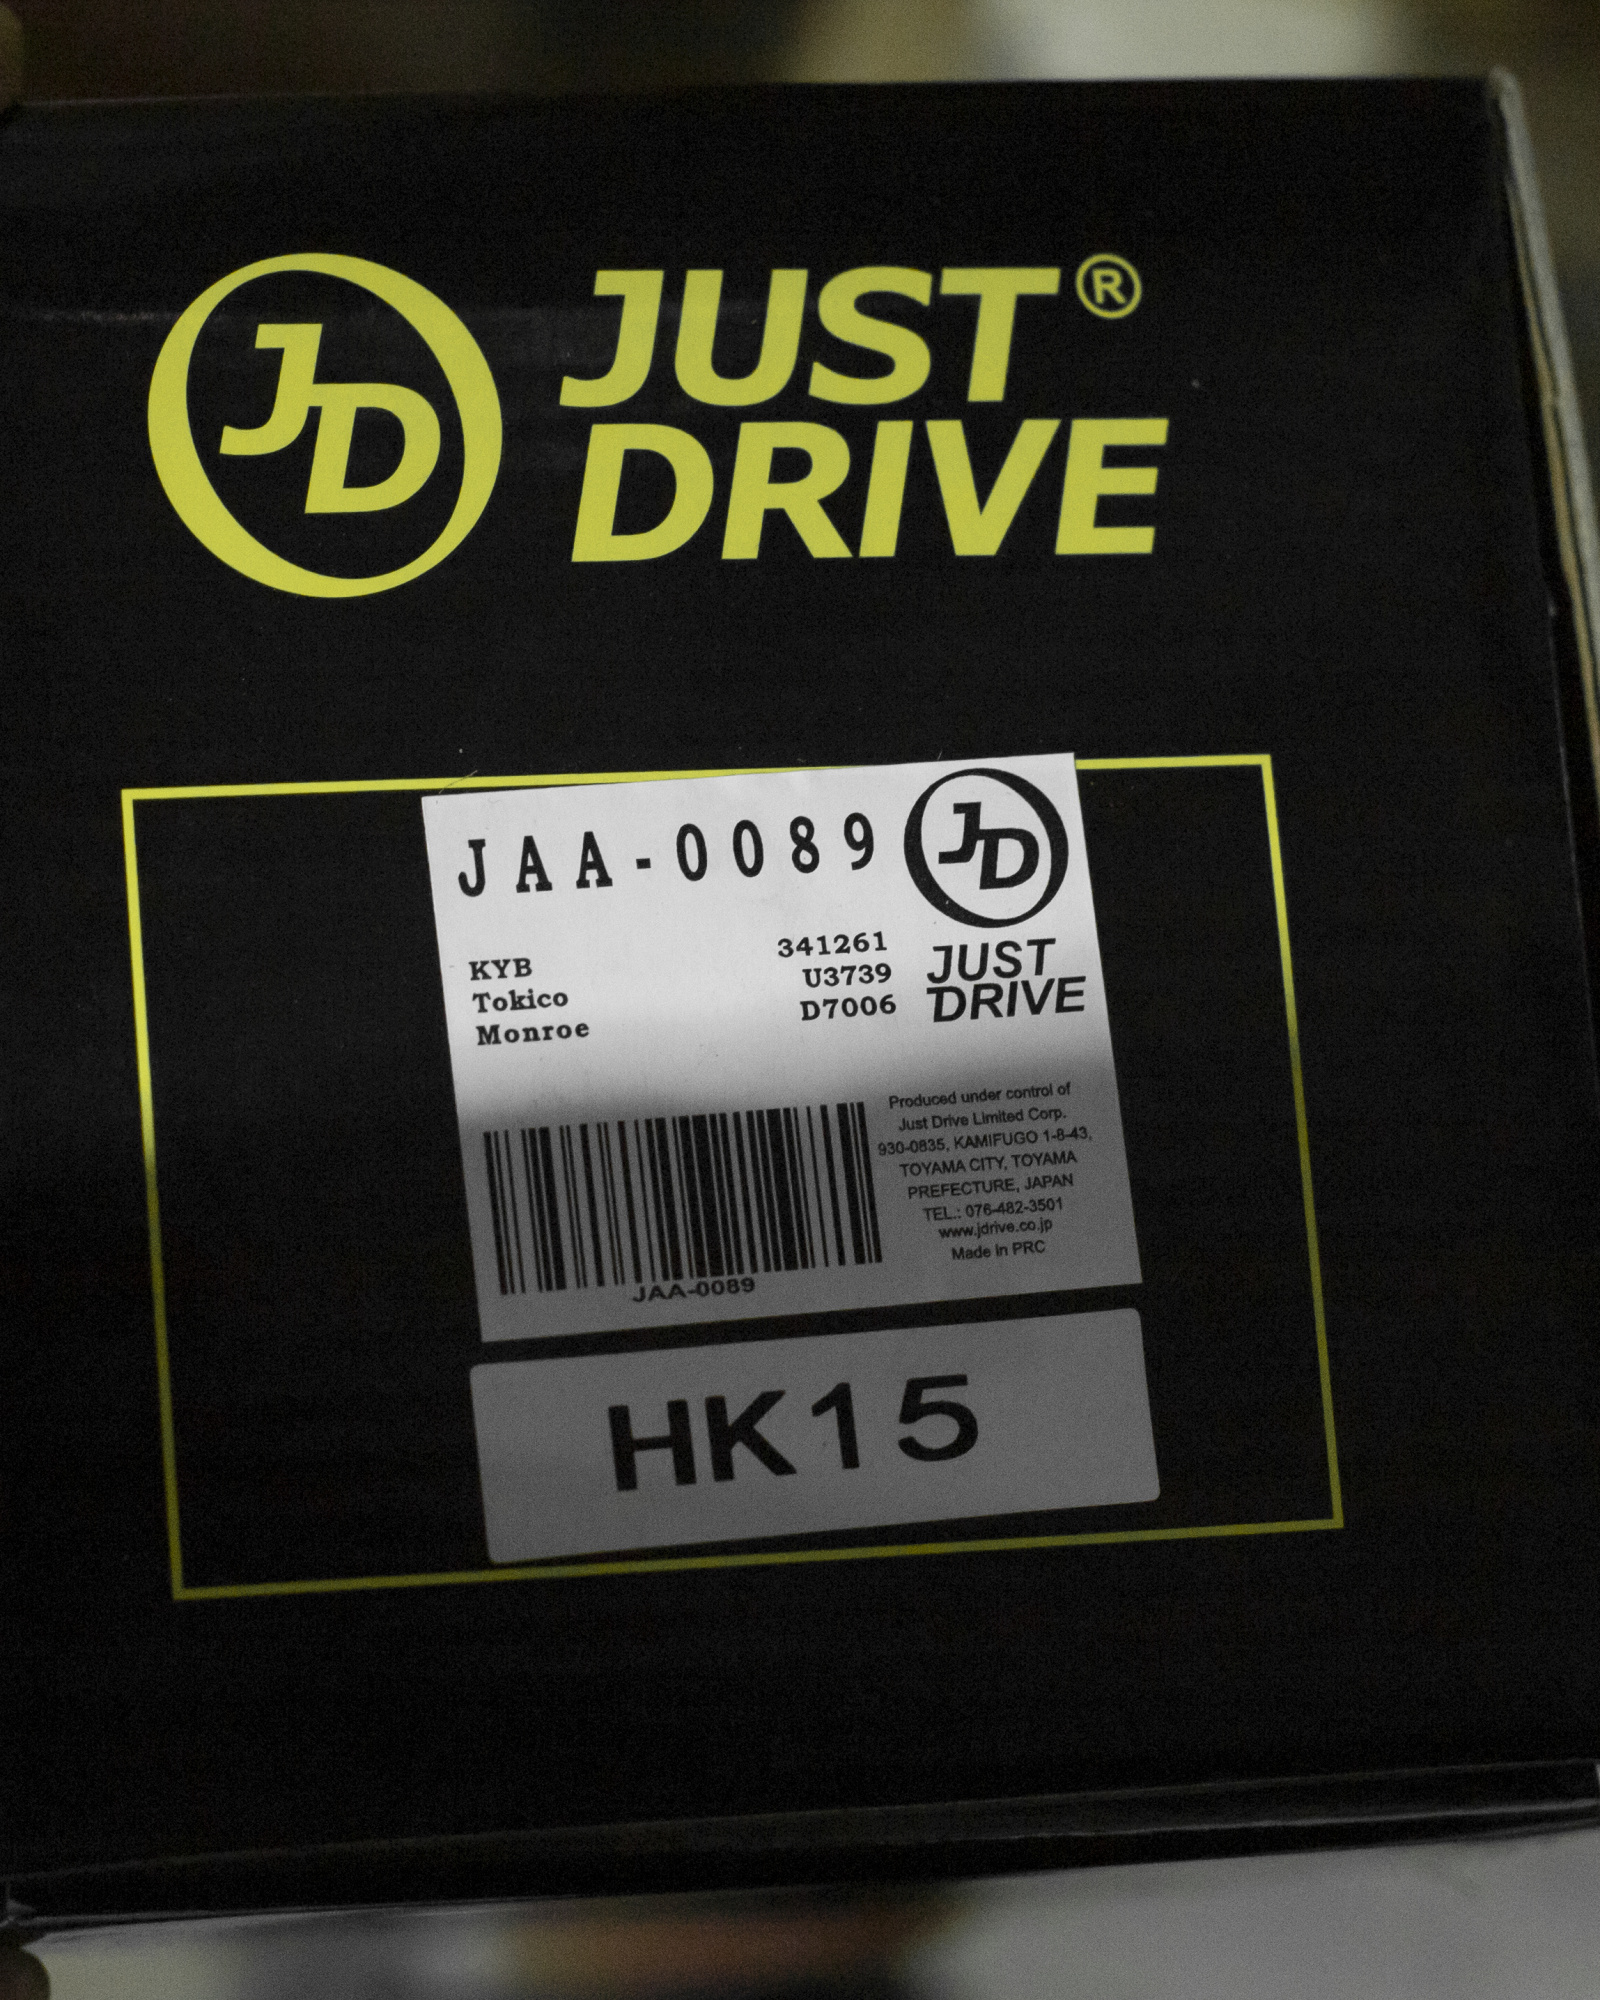 JD
JUST ®
DRIVE
JAA-0089
JD
JUST
DRIVE
KYB 341261
Tokico U3739
Monroe D7006
Produced under control of
Just Drive Limited Corp.
930-0835, KAMIFUGO 1-8-43,
TOYAMA CITY, TOYAMA
PREFECTURE, JAPAN
TEL.: 076-482-3501
www.jdrive.co.jp
Made in PRC
JAA-0089
HK15